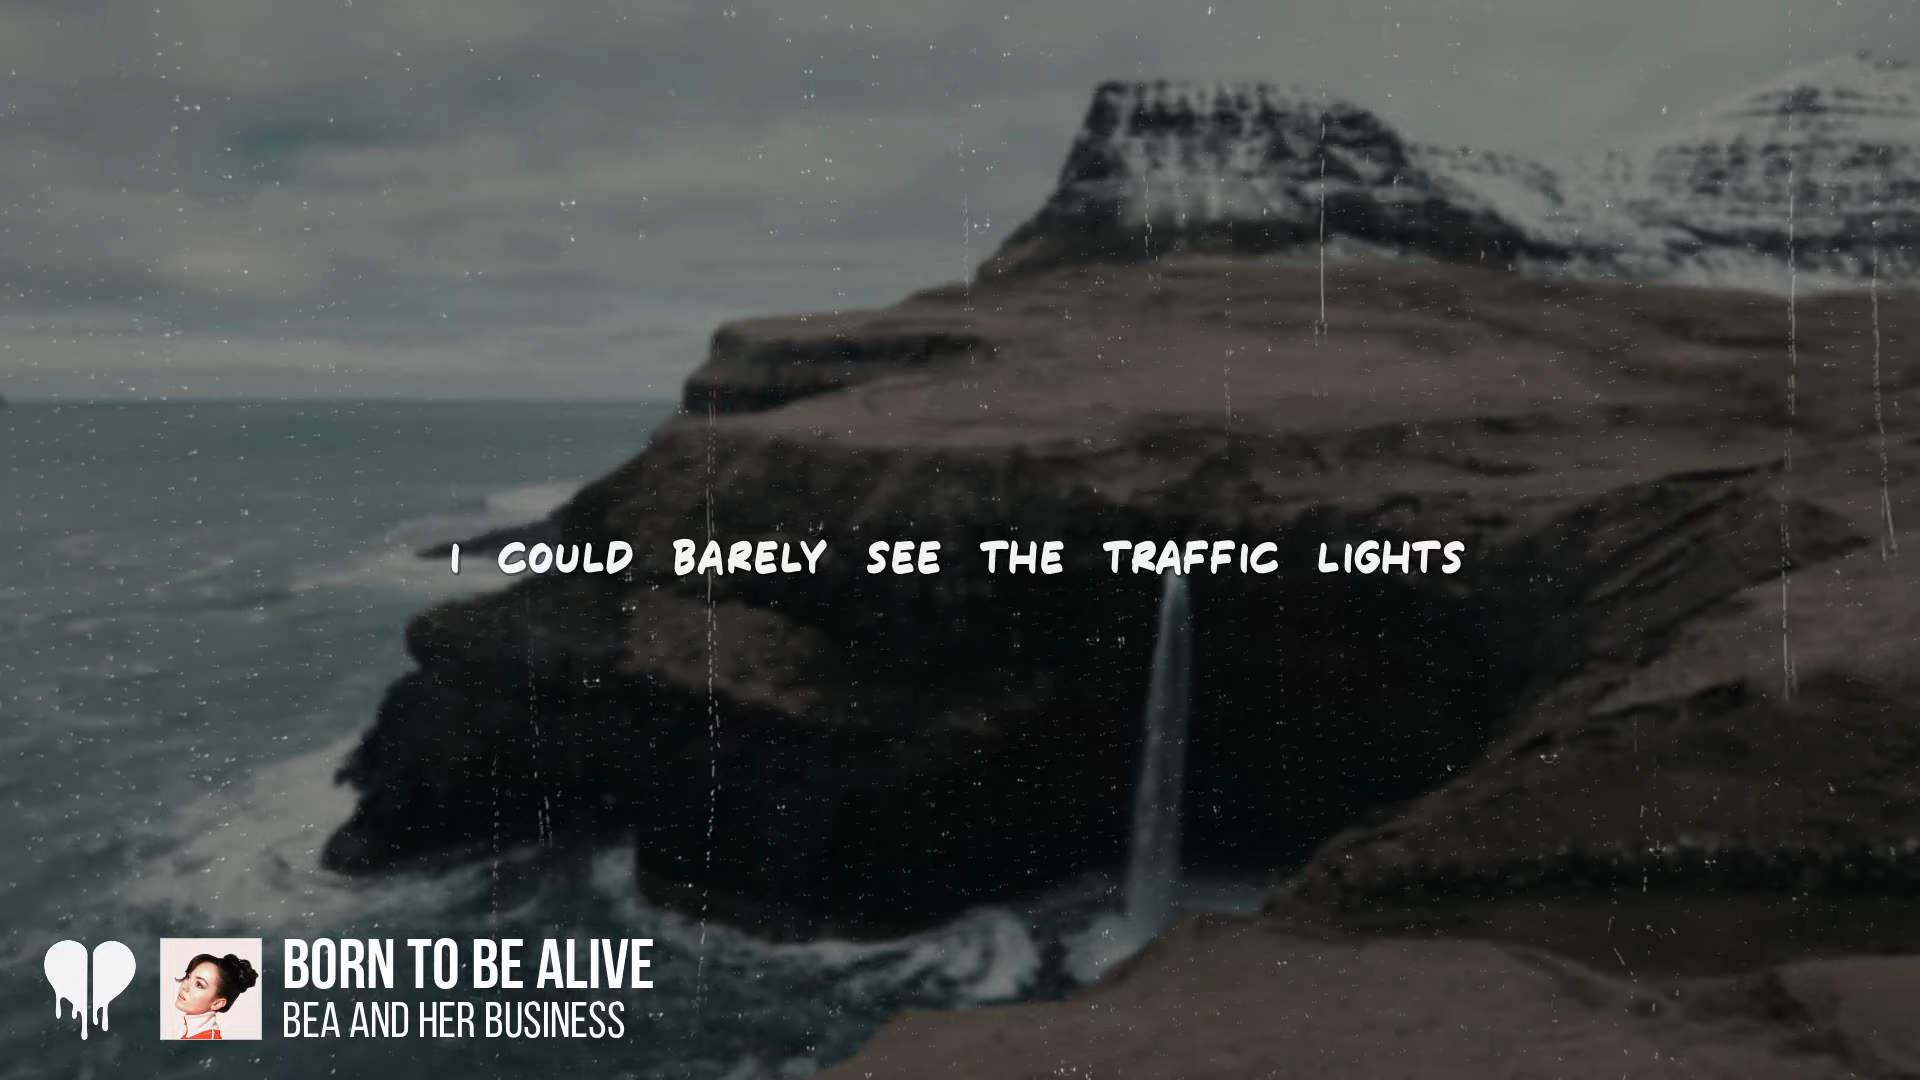 I COULD BARELY SEE THE TRAFFIC LIGHTS
BORN TO BE ALIVE
BEA AND HER BUSINESS